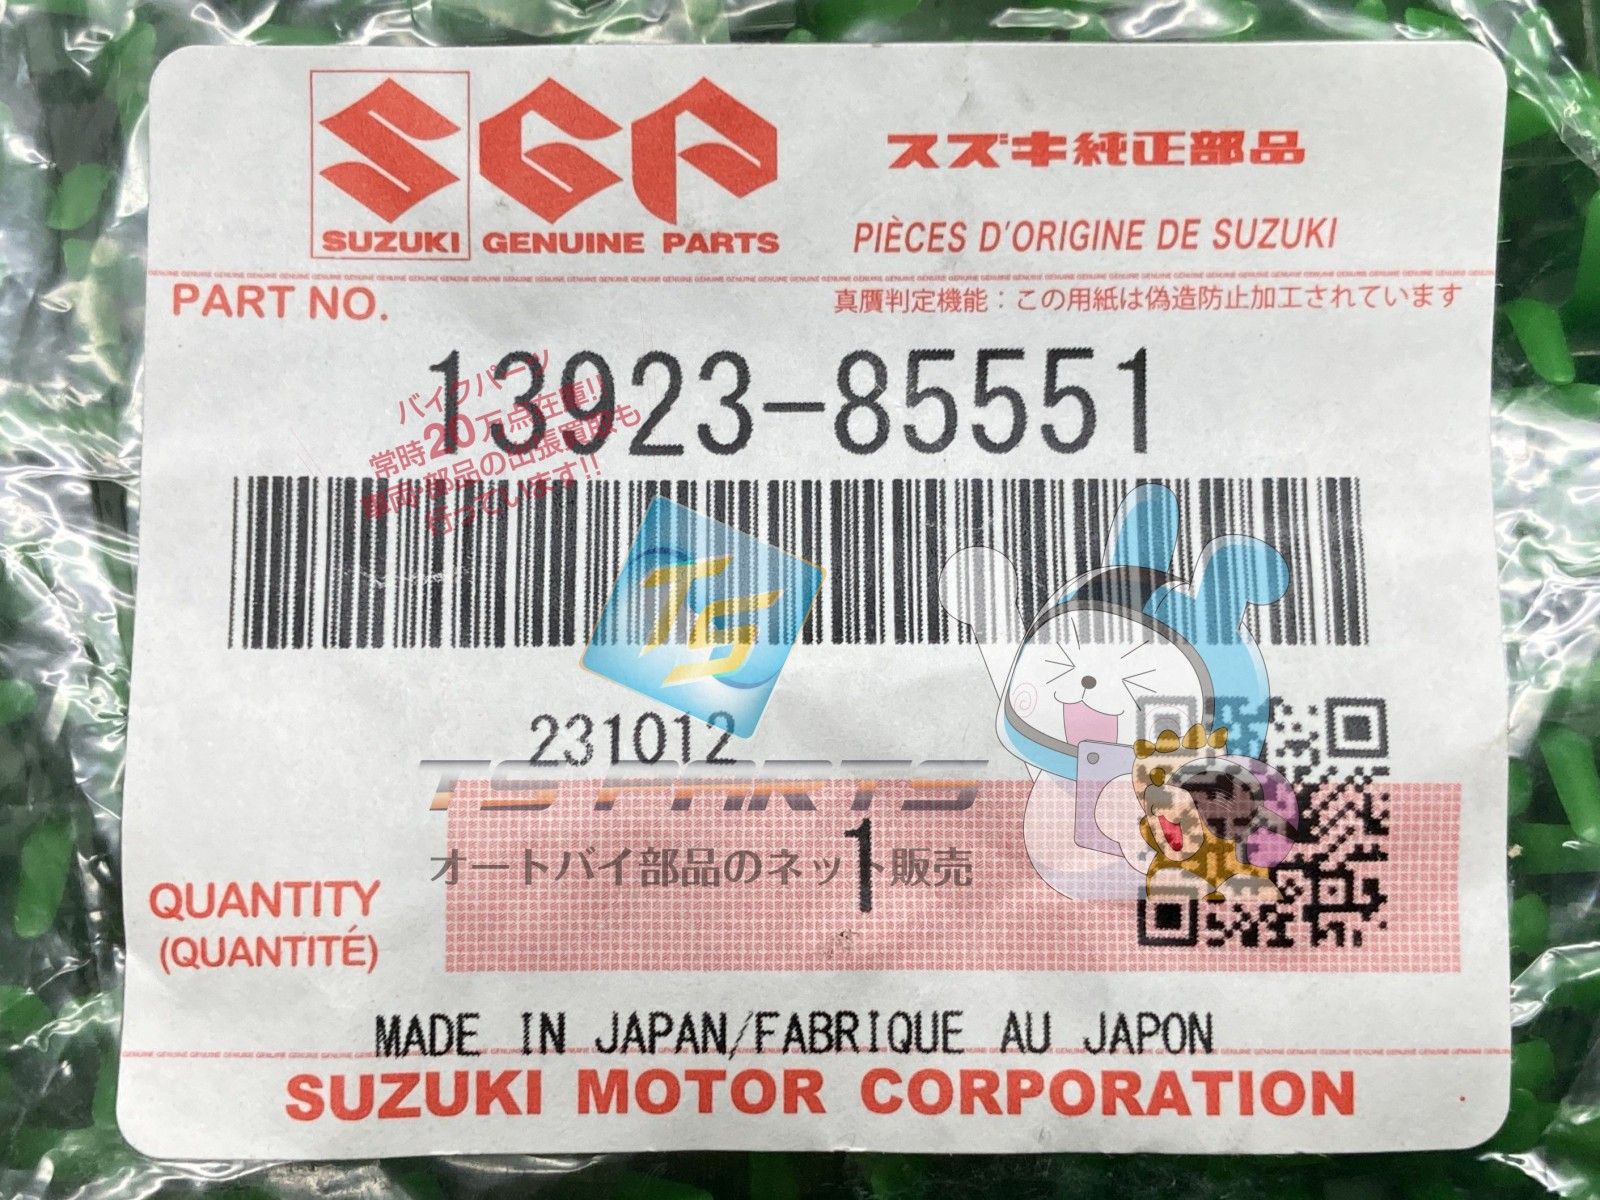 SUZUKI
GENUINE PARTS
スズキ純正部品
PIÈCES D'ORIGINE DE SUZUKI
PART NO.
真贋判定機能：この用紙は偽造防止加工されています
13923-85551
バイクパーツ
常時20万点在庫!!
車両・部品の出張買取も
行っています!!
TS
231012
TS PARTS
オートバイ部品のネット販売
QUANTITY
(QUANTITÉ)
1
MADE IN JAPAN/FABRIQUE AU JAPON
SUZUKI MOTOR CORPORATION